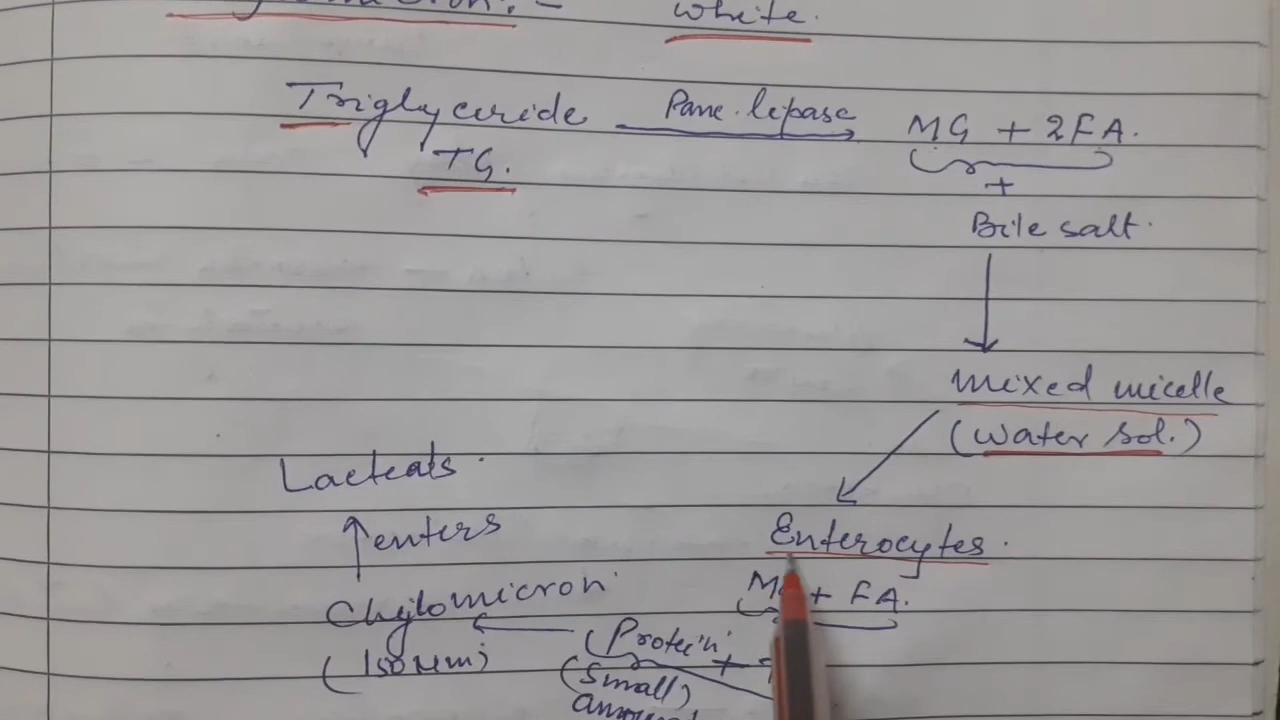 white.
Triglyceride Panc. lipase MG + 2FA.
TG.
+
Bile salt.
mixed micelle
(water sol.)
Lacteals.
enters
Enterocytes.
+ FA.
Chylomicron
(Protein +
(small)